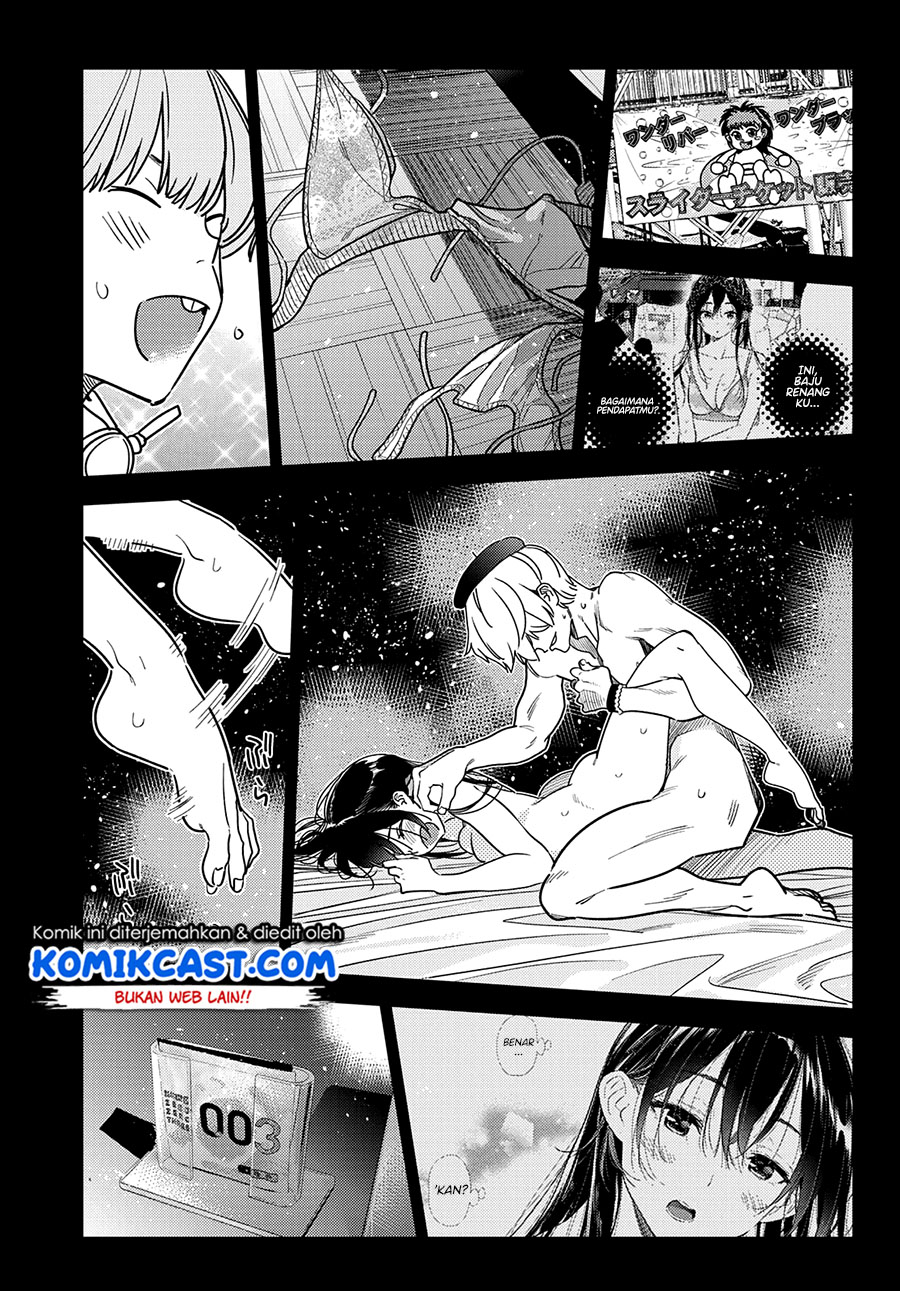 ワンダー
リバー
ワンダー
プラッ
スライダーチケット販売
INI,
BAJU
RENANG
KU...
BAGAIMANA
PENDAPATMU?
Komik ini diterjemahkan & diedit oleh
KOMIKCAST.COM
BUKAN WEB LAIN!!
003
BENAR
...
'KAN?